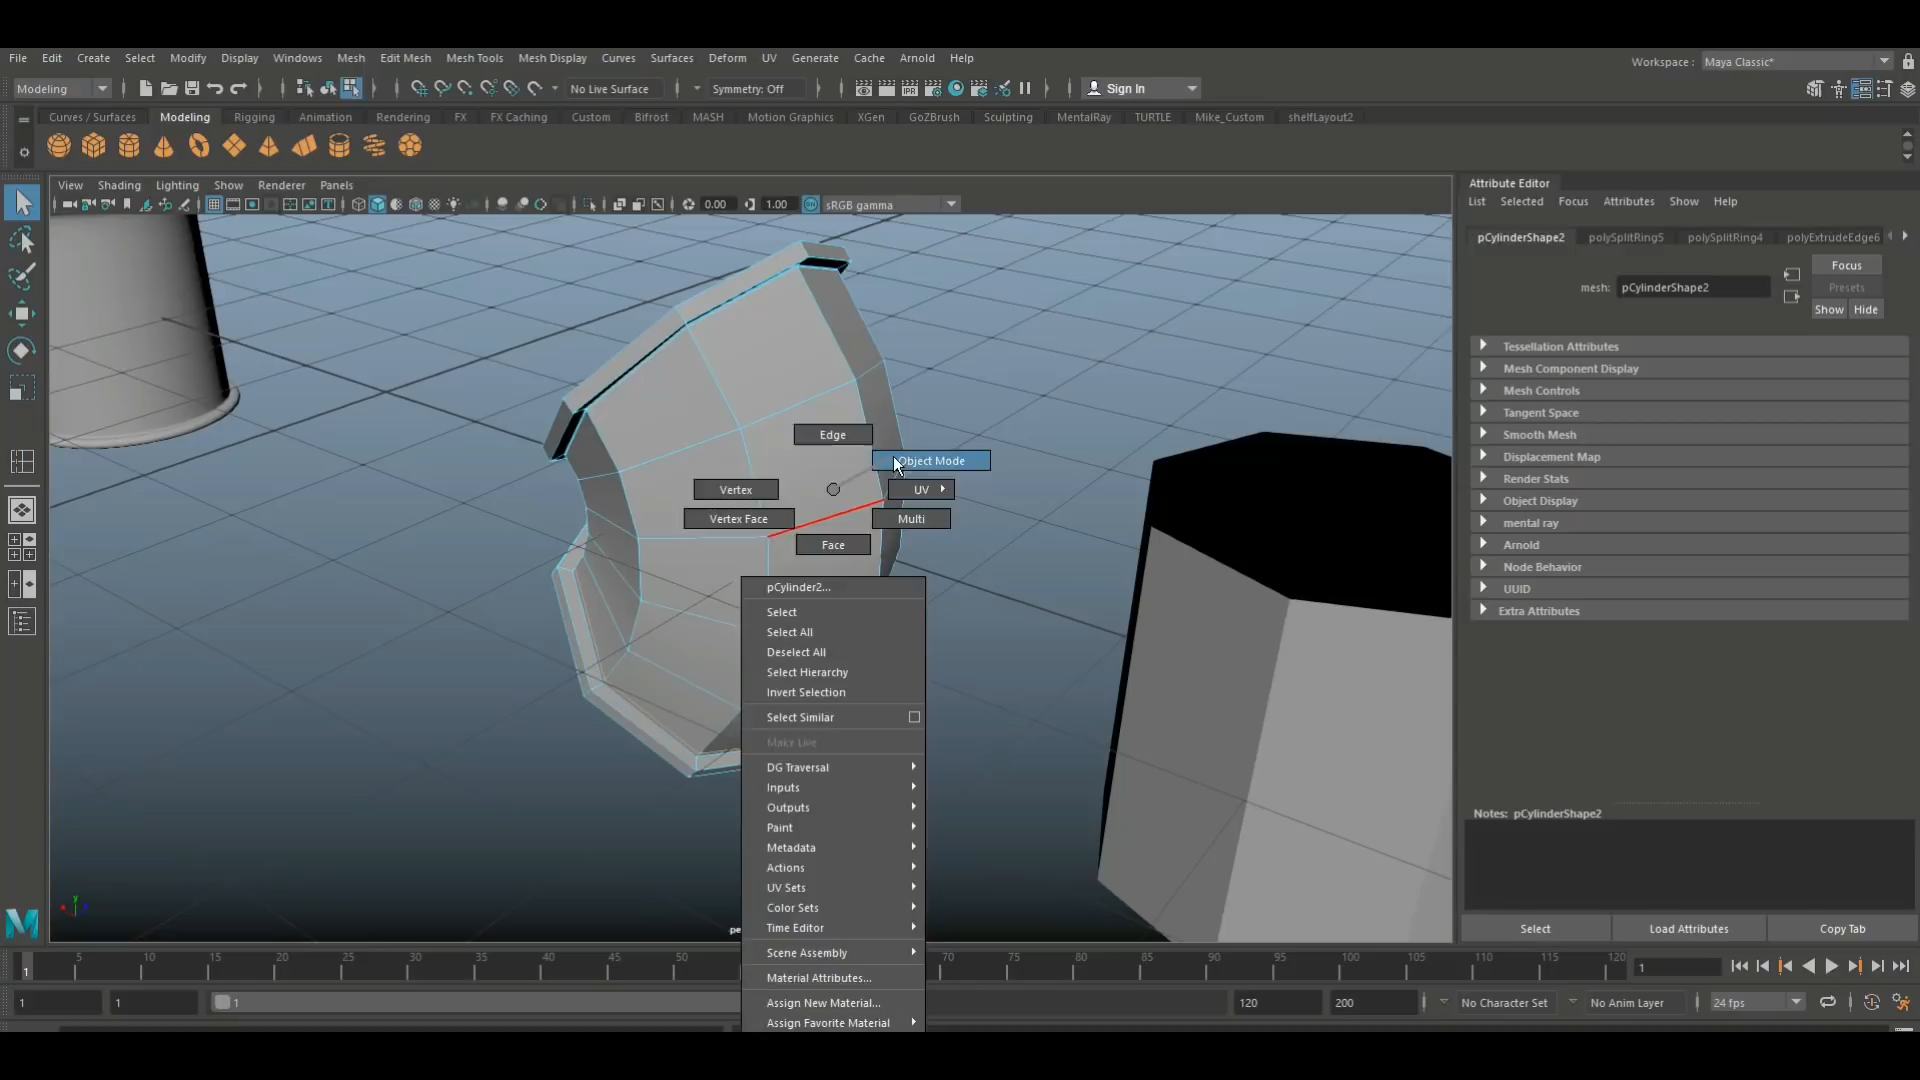 File Edit Create Select Modify Display Windows Mesh Edit Mesh Mesh Tools Mesh Display Curves Surfaces Deform UV Generate Cache Arnold Help
Workspace : Maya Classic*
Modeling No Live Surface Symmetry: Off IPR Sign In
Curves / Surfaces Modeling Rigging Animation Rendering FX FX Caching Custom Bifrost MASH Motion Graphics XGen GoZBrush Sculpting MentalRay TURTLE Mike_Custom shelfLayout2
View Shading Lighting Show Renderer Panels
0.00 1.00 sRGB gamma
Attribute Editor
List Selected Focus Attributes Show Help
pCylinderShape2 polySplitRing5 polySplitRing4 polyExtrudeEdge6
Focus
mesh: pCylinderShape2
Presets
Show Hide
Tessellation Attributes
Mesh Component Display
Mesh Controls
Tangent Space
Smooth Mesh
Displacement Map
Render Stats
Object Display
mental ray
Arnold
Node Behavior
UUID
Extra Attributes
Notes: pCylinderShape2
Select Load Attributes Copy Tab
Edge
Object Mode
Vertex
UV
Vertex Face
Multi
Face
pCylinder2...
Select
Select All
Deselect All
Select Hierarchy
Invert Selection
Select Similar
Make Live
DG Traversal
Inputs
Outputs
Paint
Metadata
Actions
UV Sets
Color Sets
Time Editor
Scene Assembly
Material Attributes...
Assign New Material...
Assign Favorite Material
y
pe
5 10 15 20 25 30 35 40 45 50 70 75 80 85 90 95 100 105 110 115 120
1 1
1 1 1 120 200 No Character Set No Anim Layer 24 fps